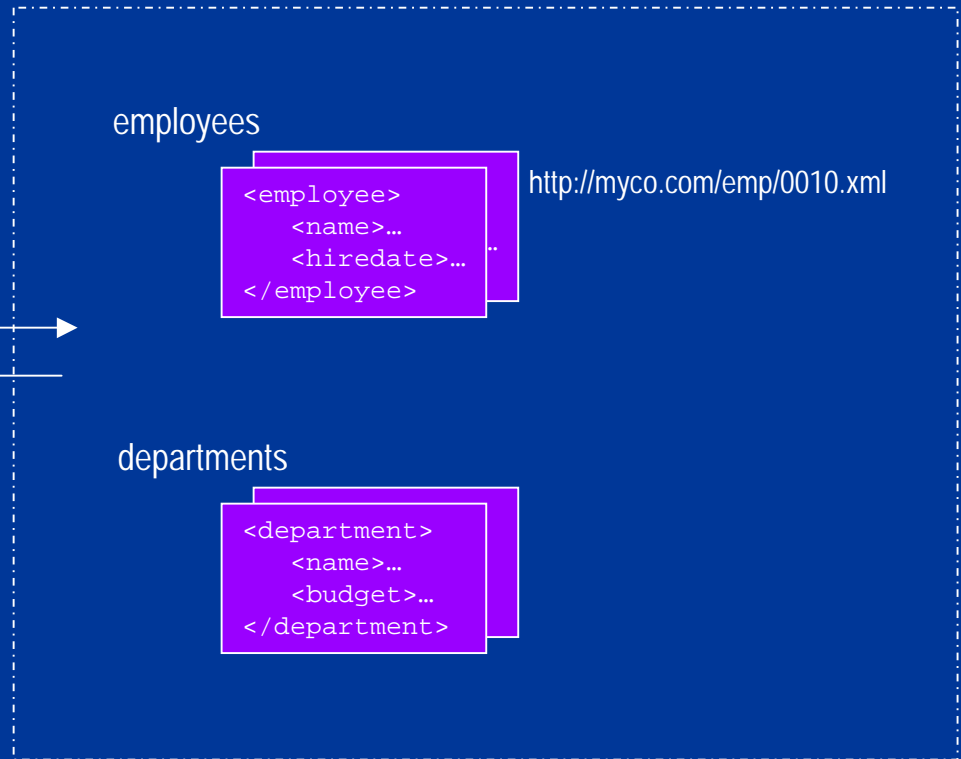 employees
http://myco.com/emp/0010.xml
<employee>
<name>…
<hiredate>…
</employee>
departments
<department>
<name>…
<budget>…
</department>